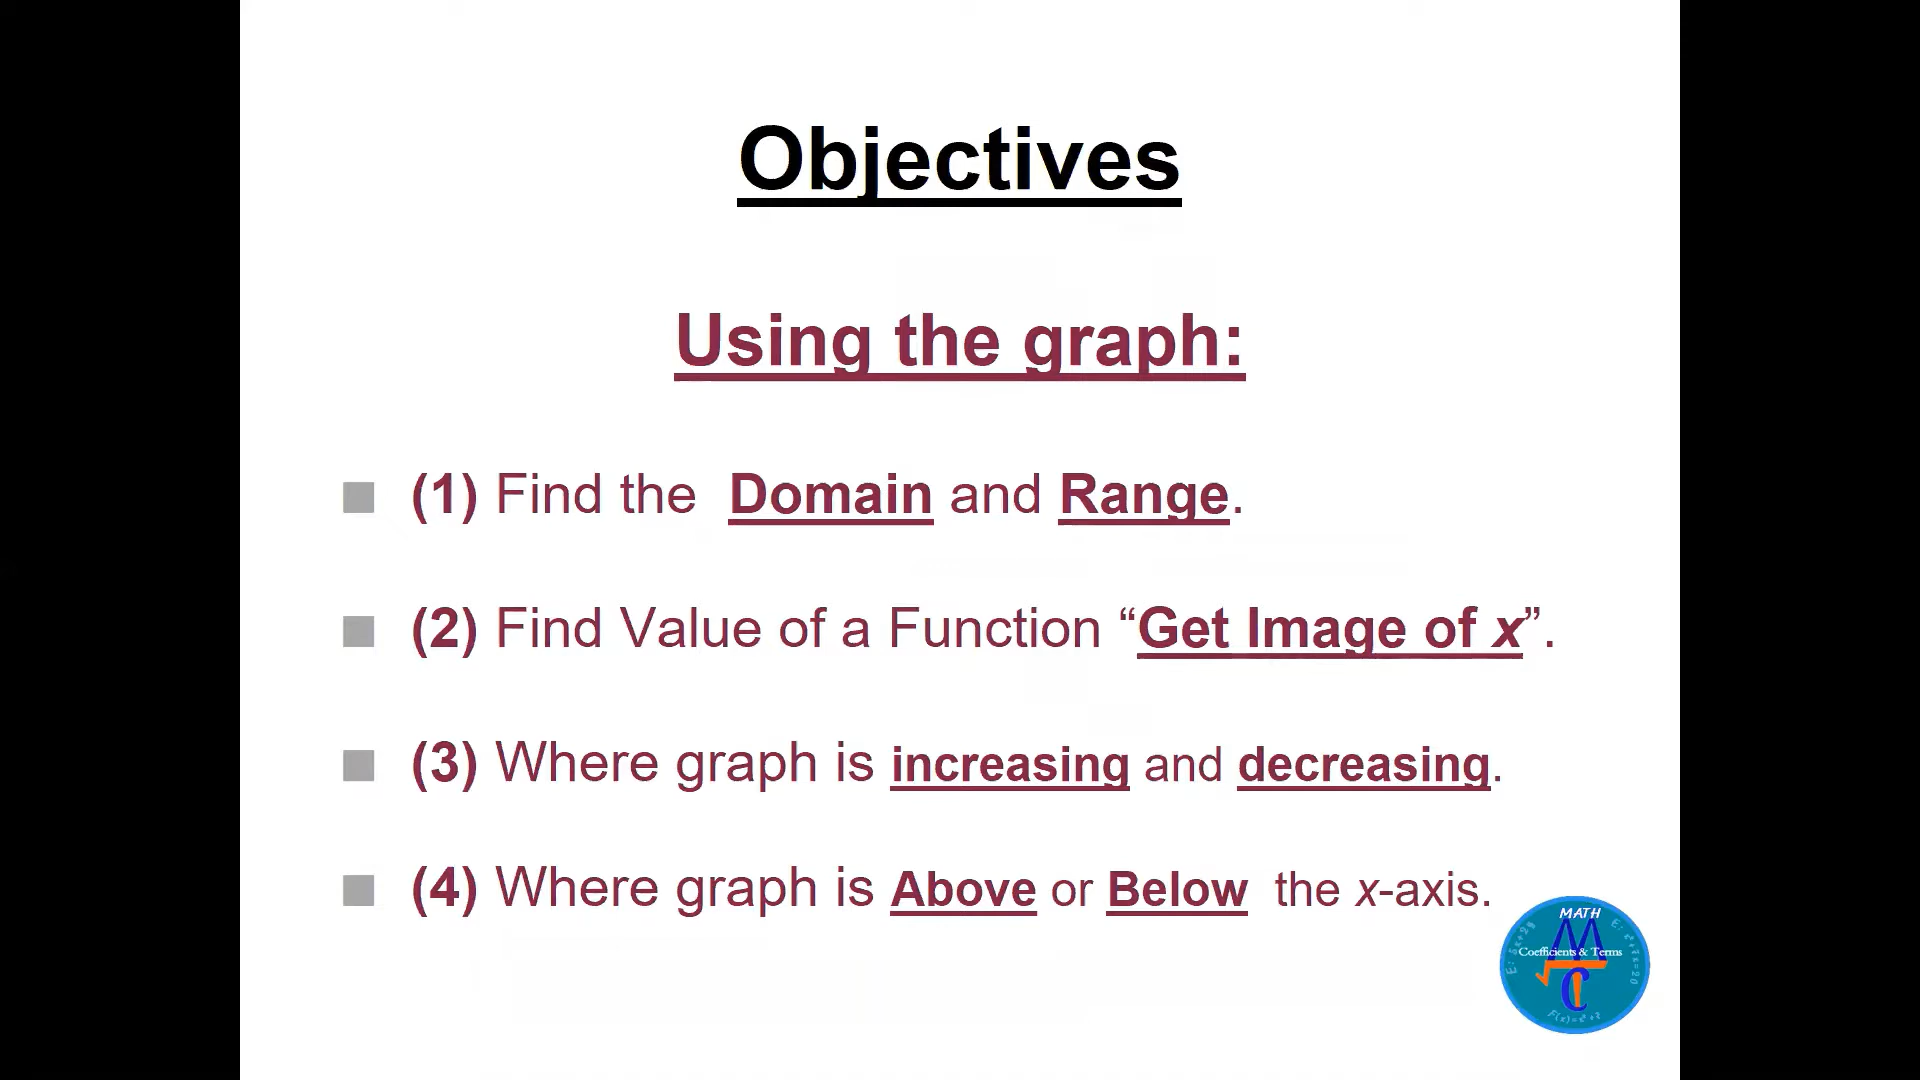 Objectives
Using the graph:
(1) Find the Domain and Range.
(2) Find Value of a Function “Get Image of x”.
(3) Where graph is increasing and decreasing.
(4) Where graph is Above or Below the x-axis.
MATH
Coefficients & Terms